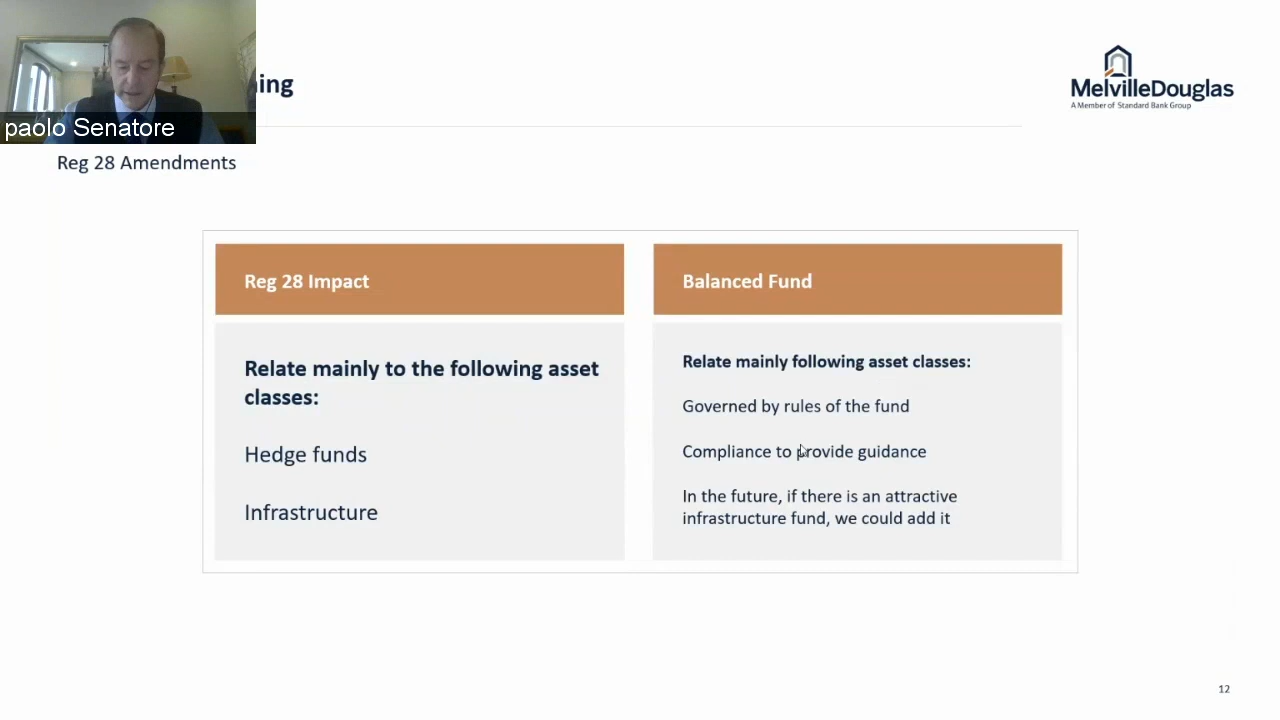 ing
MelvilleDouglas
A Member of Standard Bank Group
paolo Senatore
Reg 28 Amendments
Reg 28 Impact
Relate mainly to the following asset
classes:
Hedge funds
Infrastructure
Balanced Fund
Relate mainly following asset classes:
Governed by rules of the fund
Compliance to provide guidance
In the future, if there is an attractive
infrastructure fund, we could add it
12